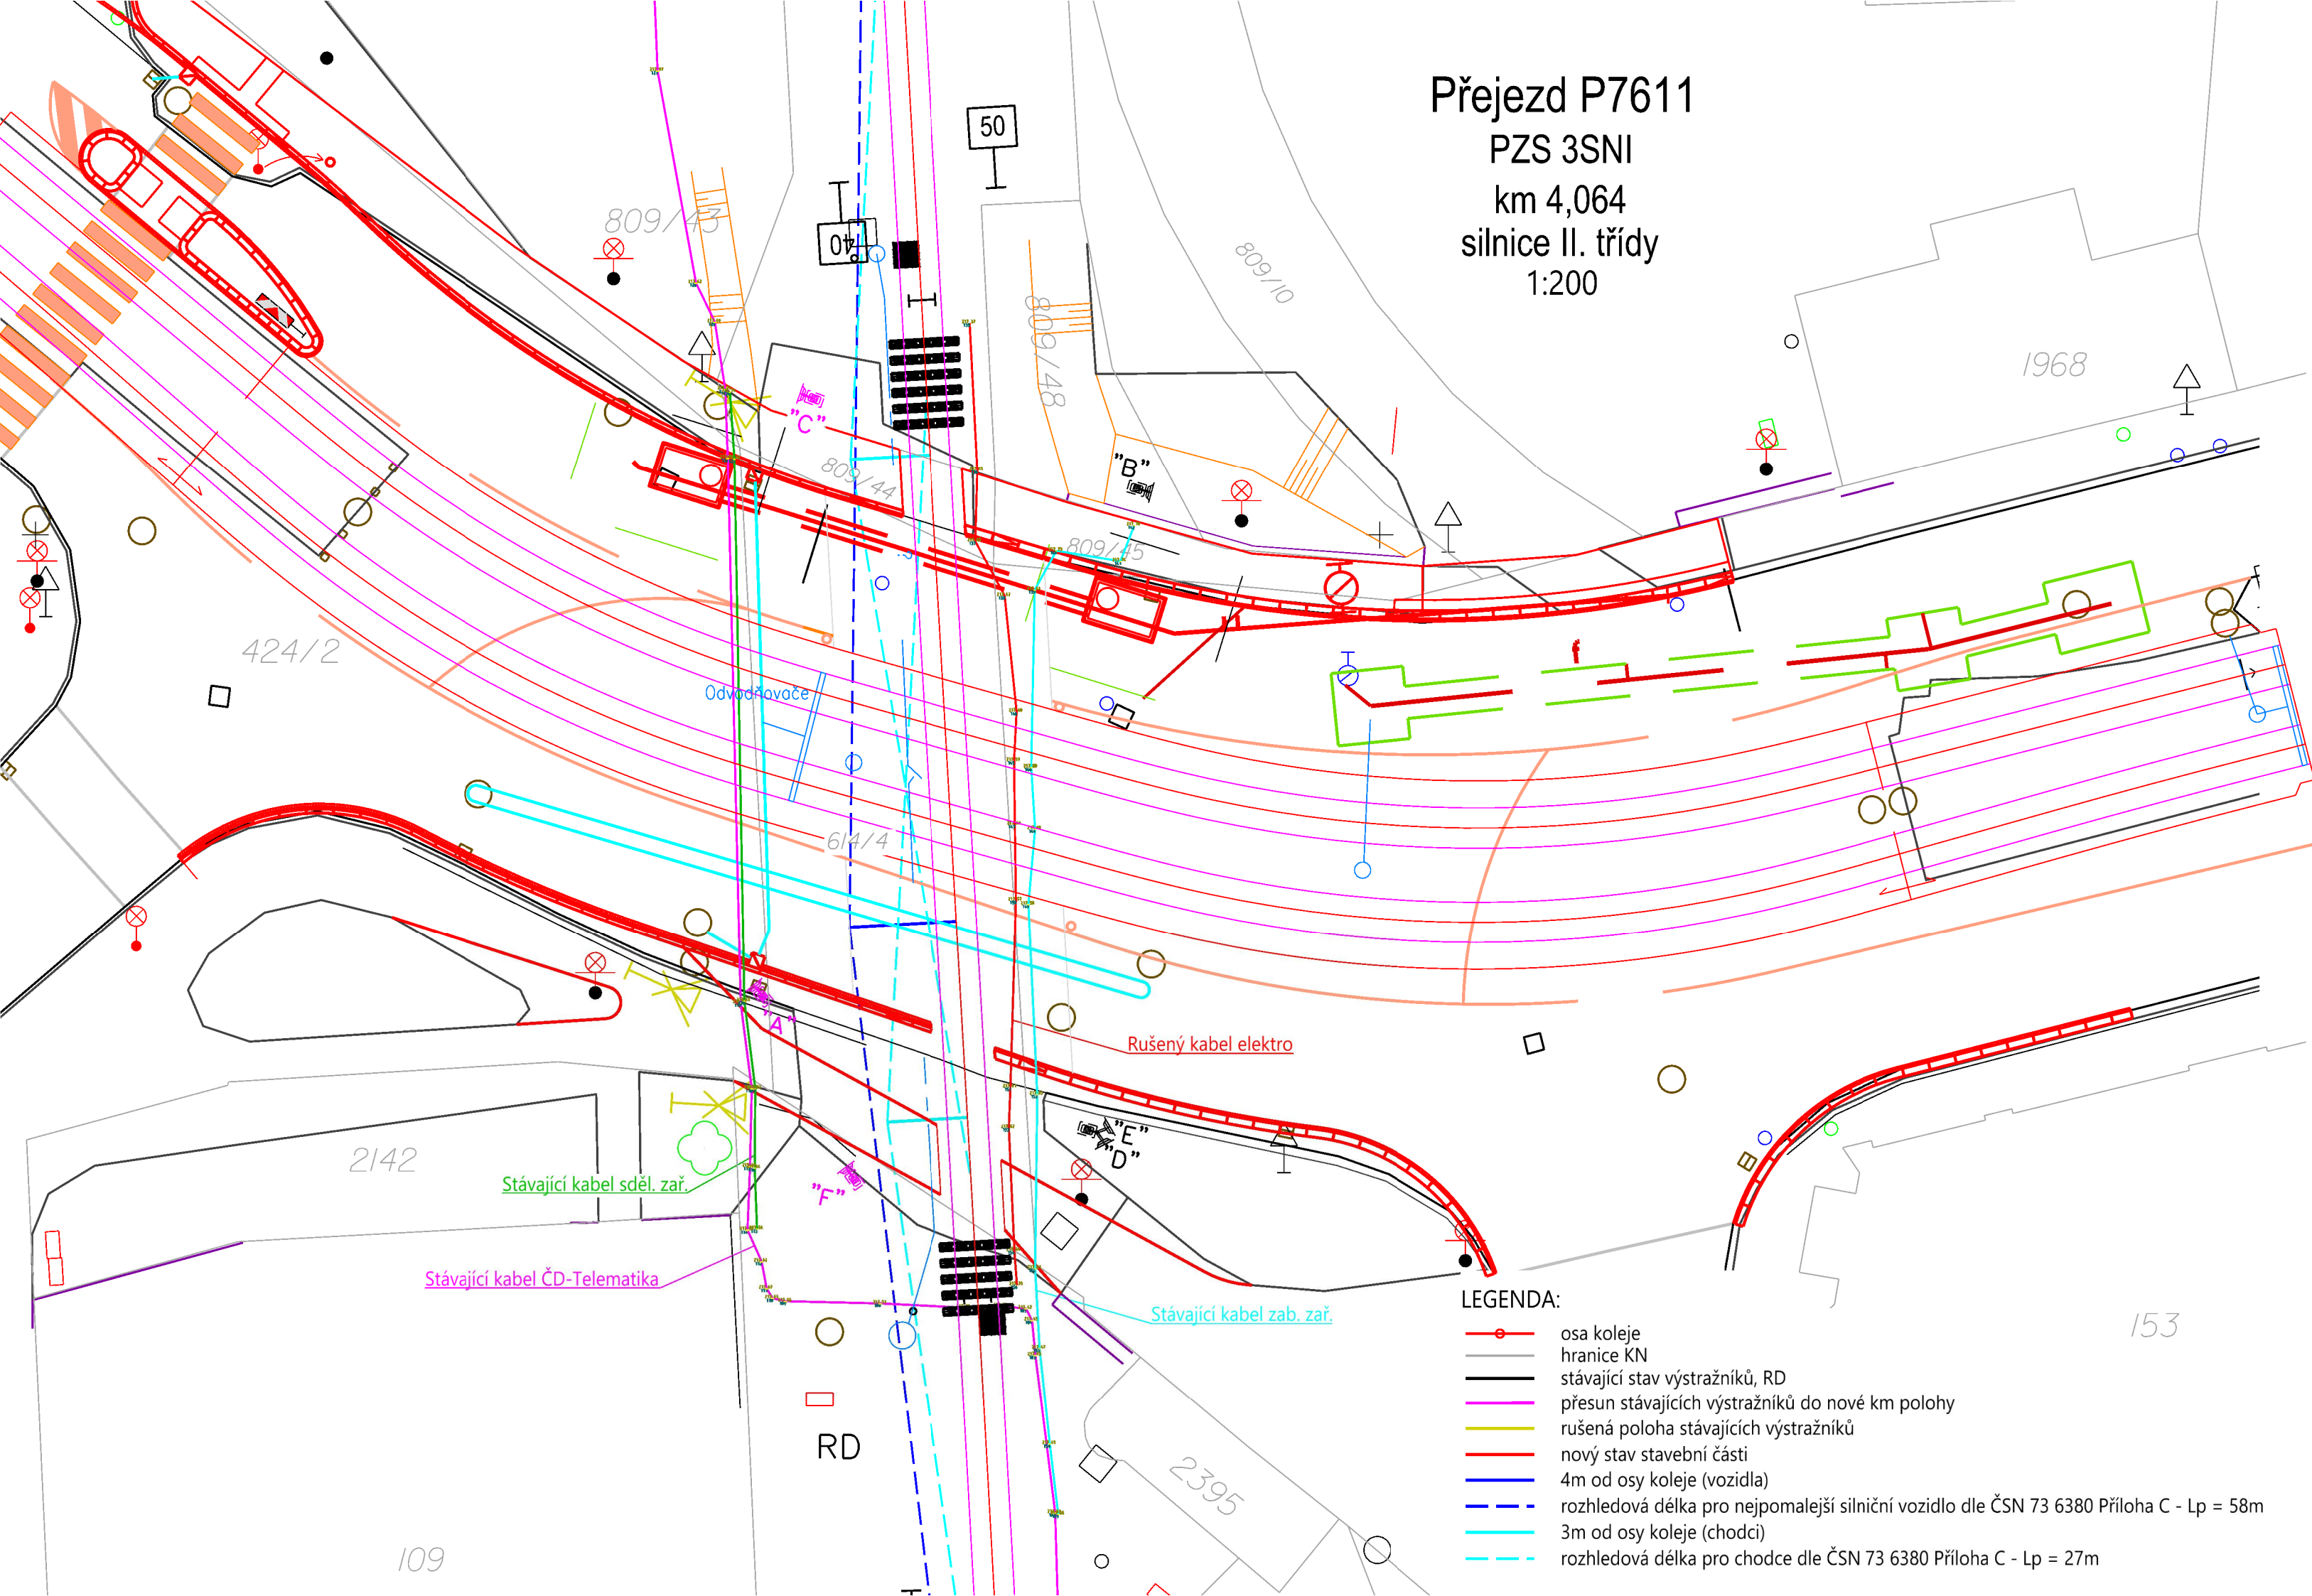 Přejezd P7611
PZS 3SNI
km 4,064
silnice II. třídy
1:200
50
40
809/43
809/48
809/10
1968
"C"
809/44
"B"
809/45
424/2
Odvodňovače
614/4
"A"
Rušený kabel elektro
"E"
"D"
2142
Stávající kabel sděl. zař.
"F"
Stávající kabel ČD-Telematika
Stávající kabel zab. zař.
RD
2395
109
153
LEGENDA:
osa koleje
hranice KN
stávající stav výstražníků, RD
přesun stávajících výstražníků do nové km polohy
rušená poloha stávajících výstražníků
nový stav stavební části
4m od osy koleje (vozidla)
rozhledová délka pro nejpomalejší silniční vozidlo dle ČSN 73 6380 Příloha C - Lp = 58m
3m od osy koleje (chodci)
rozhledová délka pro chodce dle ČSN 73 6380 Příloha C - Lp = 27m